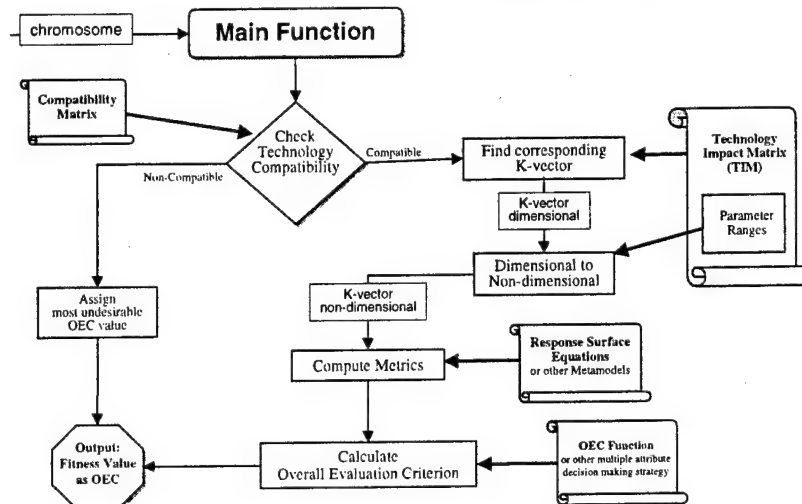 chromosome
Main Function
Compatibility
Matrix
Check
Technology
Compatibility
Non-Compatible
Compatible
Find corresponding
K-vector
Technology
Impact Matrix
(TIM)
Parameter
Ranges
K-vector
dimensional
Dimensional to
Non-dimensional
K-vector
non-dimensional
Assign
most undesirable
OEC value
Compute Metrics
Response Surface
Equations
or other Metamodels
Output:
Fitness Value
as OEC
Calculate
Overall Evaluation Criterion
OEC Function
or other multiple attribute
decision making strategy